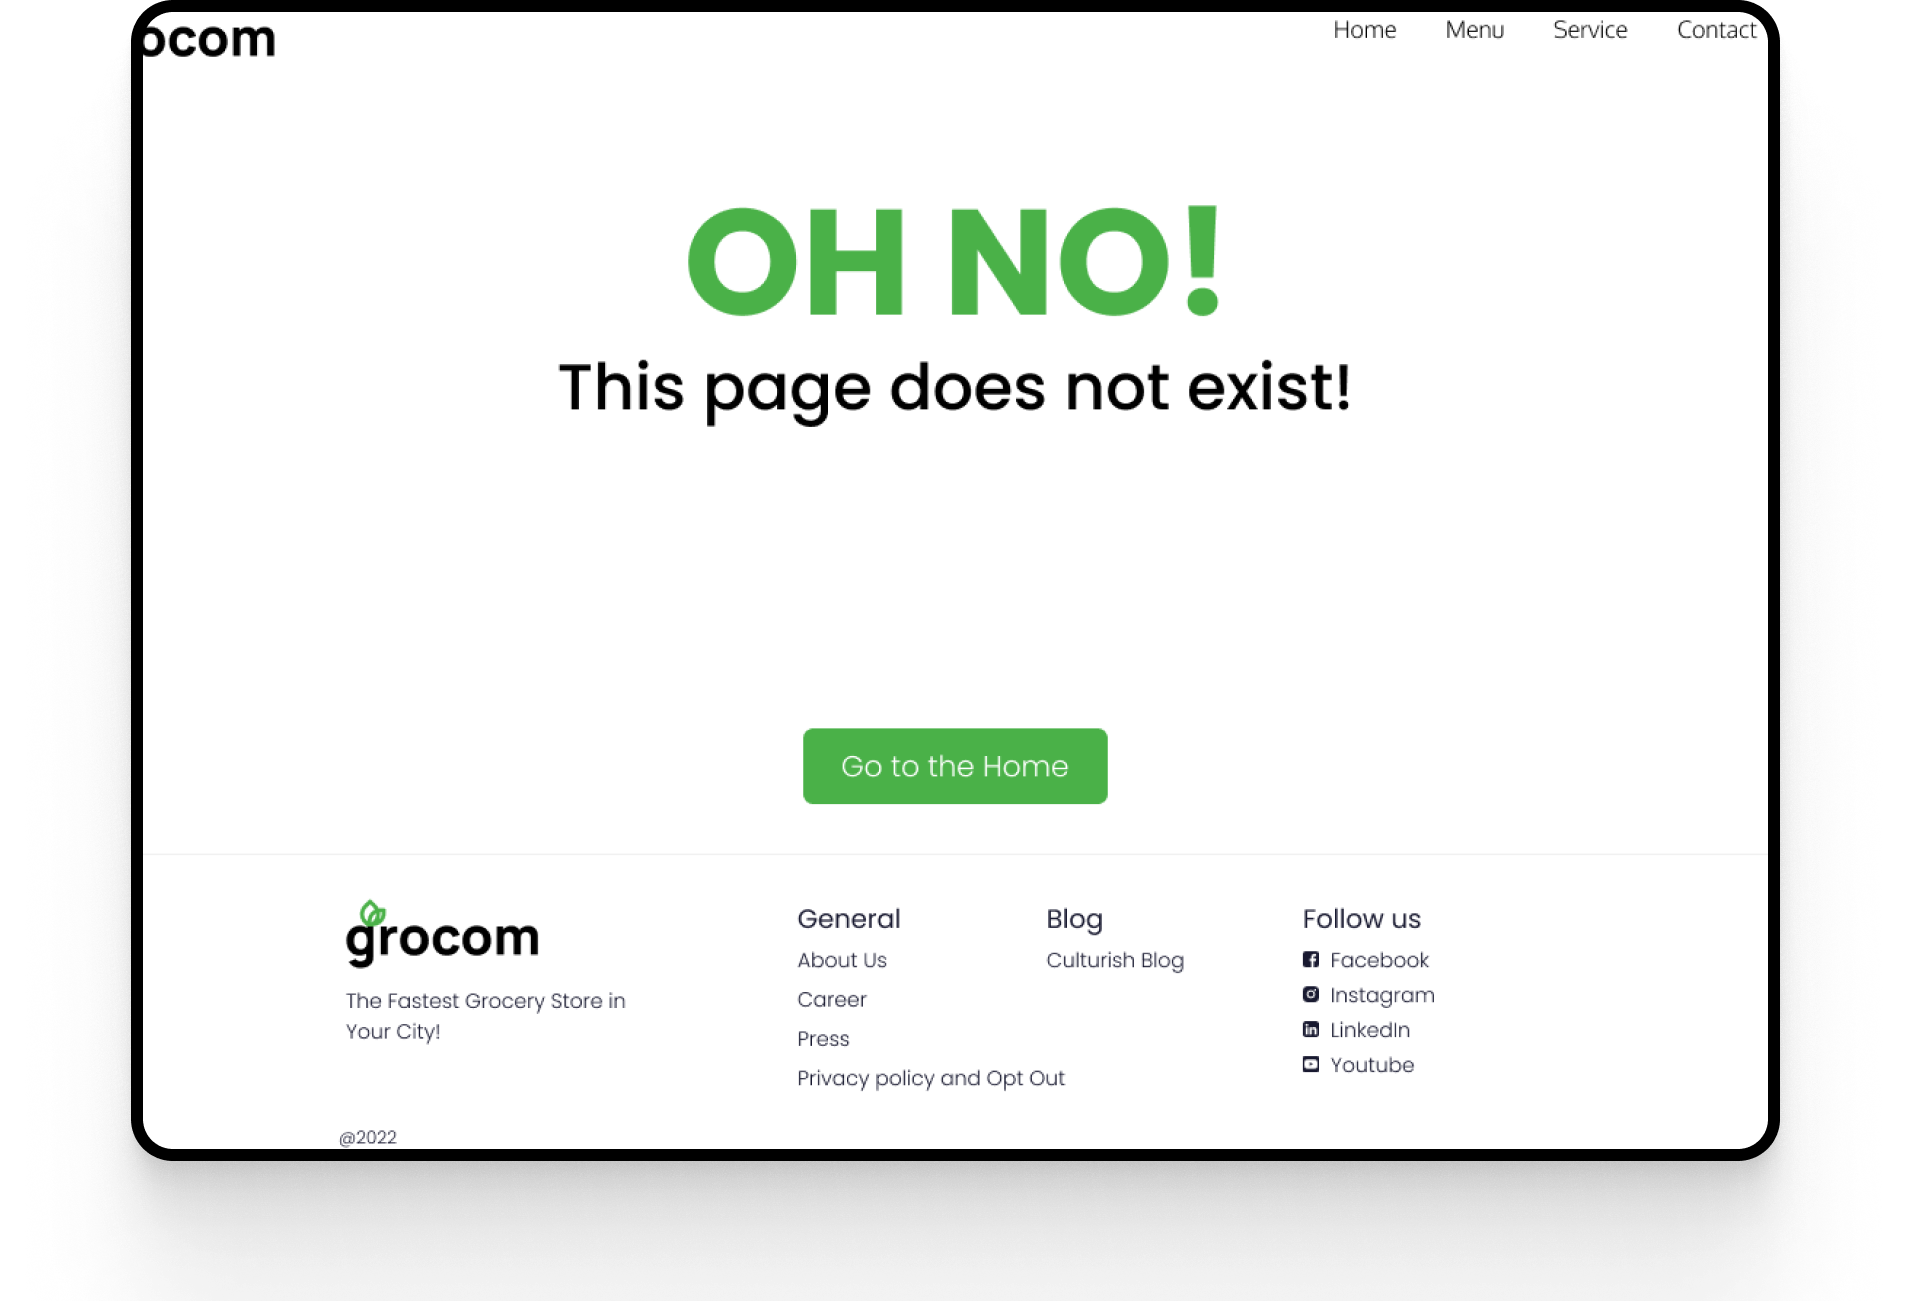 ocom
Home Menu Service Contact
OH NO!
This page does not exist!
Go to the Home
grocom
The Fastest Grocery Store in
Your City!
General
About Us
Career
Press
Privacy policy and Opt Out
Blog
Culturish Blog
Follow us
Facebook
Instagram
LinkedIn
Youtube
@2022